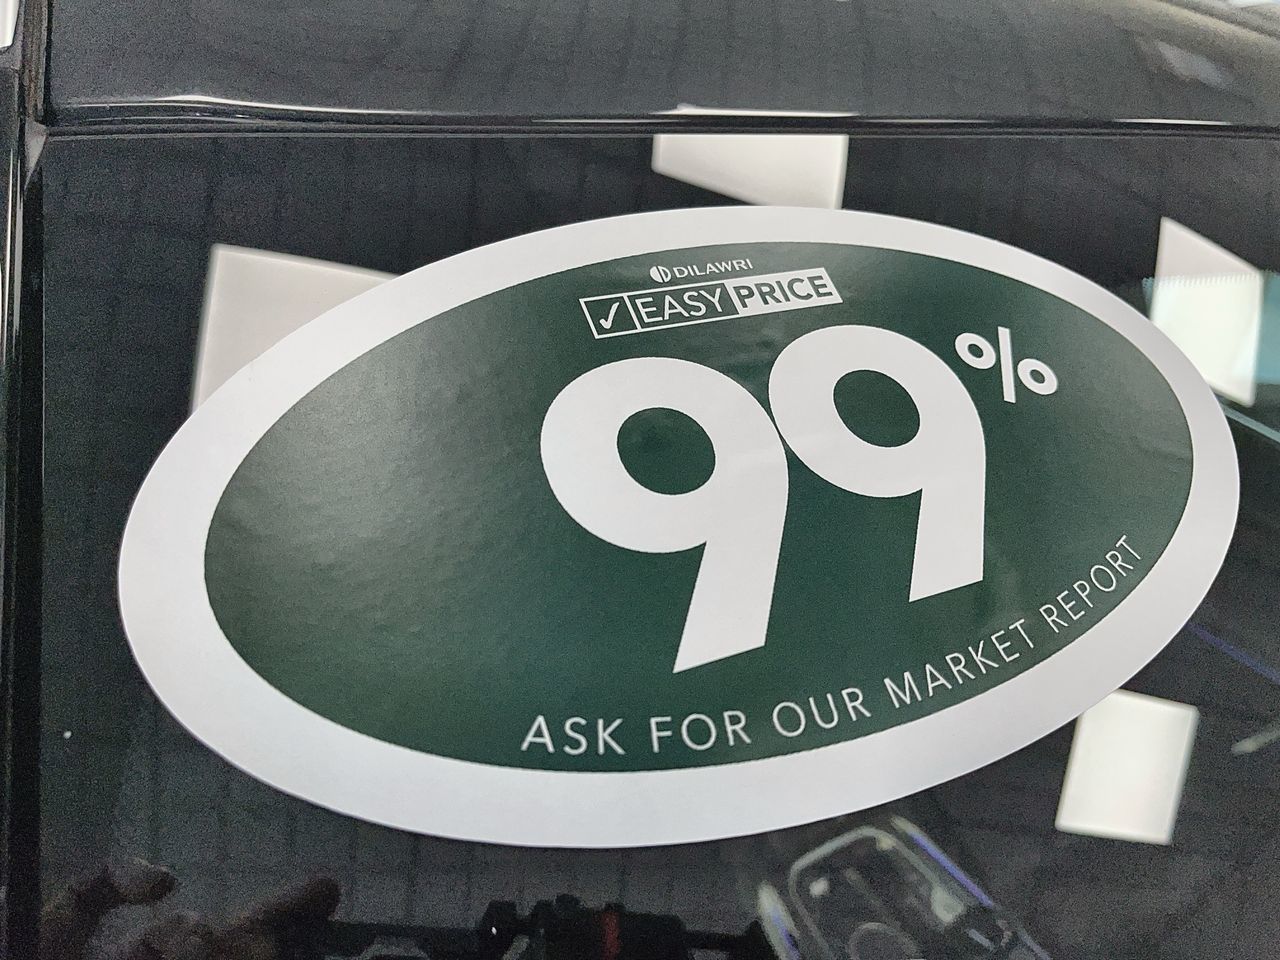 DILAWRI
✓ EASY PRICE
99%
ASK FOR OUR MARKET REPORT